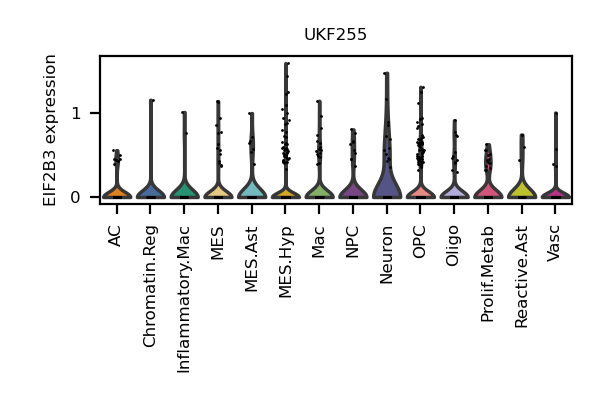 UKF255
EIF2B3 expression
1
0
AC
Chromatin.Reg
Inflammatory.Mac
MES
MES.Ast
MES.Hyp
Mac
NPC
Neuron
OPC
Oligo
Prolif.Metab
Reactive.Ast
Vasc